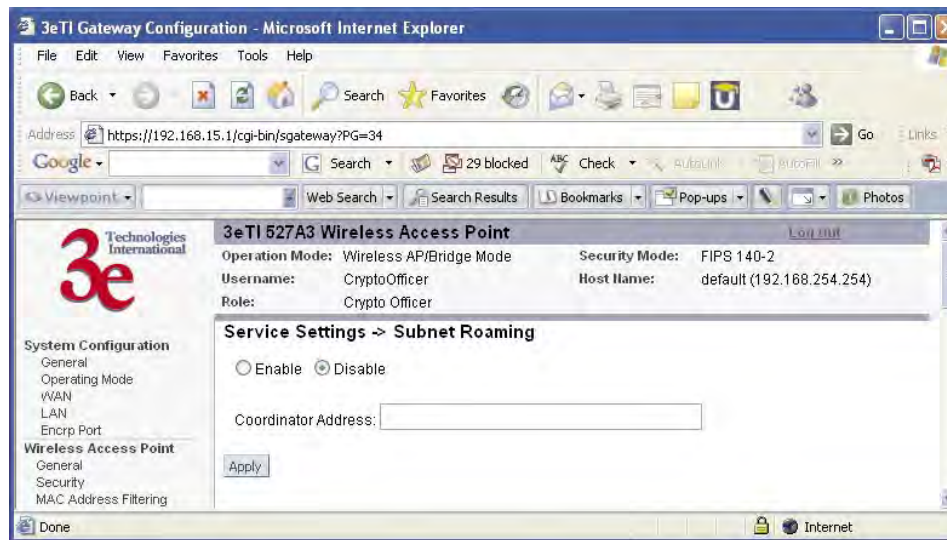 3eTI Gateway Configuration - Microsoft Internet Explorer
File Edit View Favorites Tools Help
Back Search Favorites
Address https://192.168.15.1/cgi-bin/sgateway?PG=34 Go Links
Google Search 29 blocked Check AutoLink AutoFill
Viewpoint Web Search Search Results Bookmarks Pop-ups Photos
3e Technologies International
3eTI 527A3 Wireless Access Point Log out
Operation Mode: Wireless AP/Bridge Mode Security Mode: FIPS 140-2
Username: CryptoOfficer Host Name: default (192.168.254.254)
Role: Crypto Officer
System Configuration
General
Operating Mode
WAN
LAN
Encrp Port
Wireless Access Point
General
Security
MAC Address Filtering
Service Settings -> Subnet Roaming
Enable Disable
Coordinator Address:
Apply
Done Internet